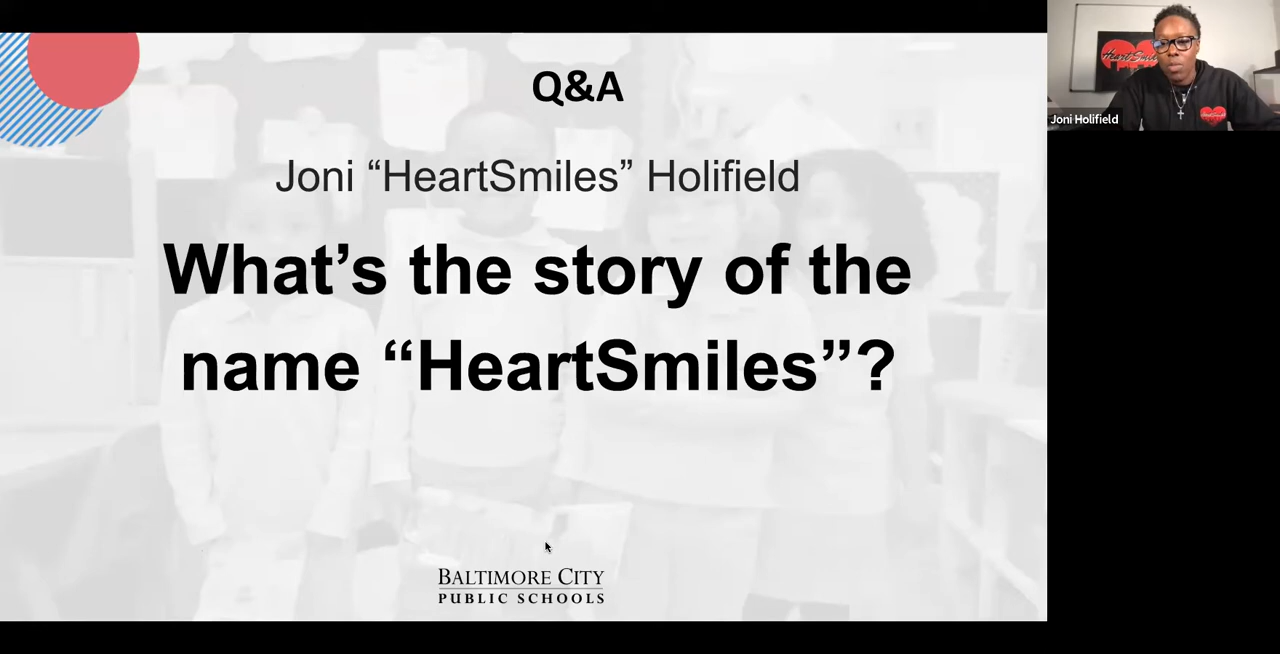 Q&A
Joni “HeartSmiles” Holifield
What’s the story of the
name “HeartSmiles”?
BALTIMORE CITY
PUBLIC SCHOOLS
Joni Holifield